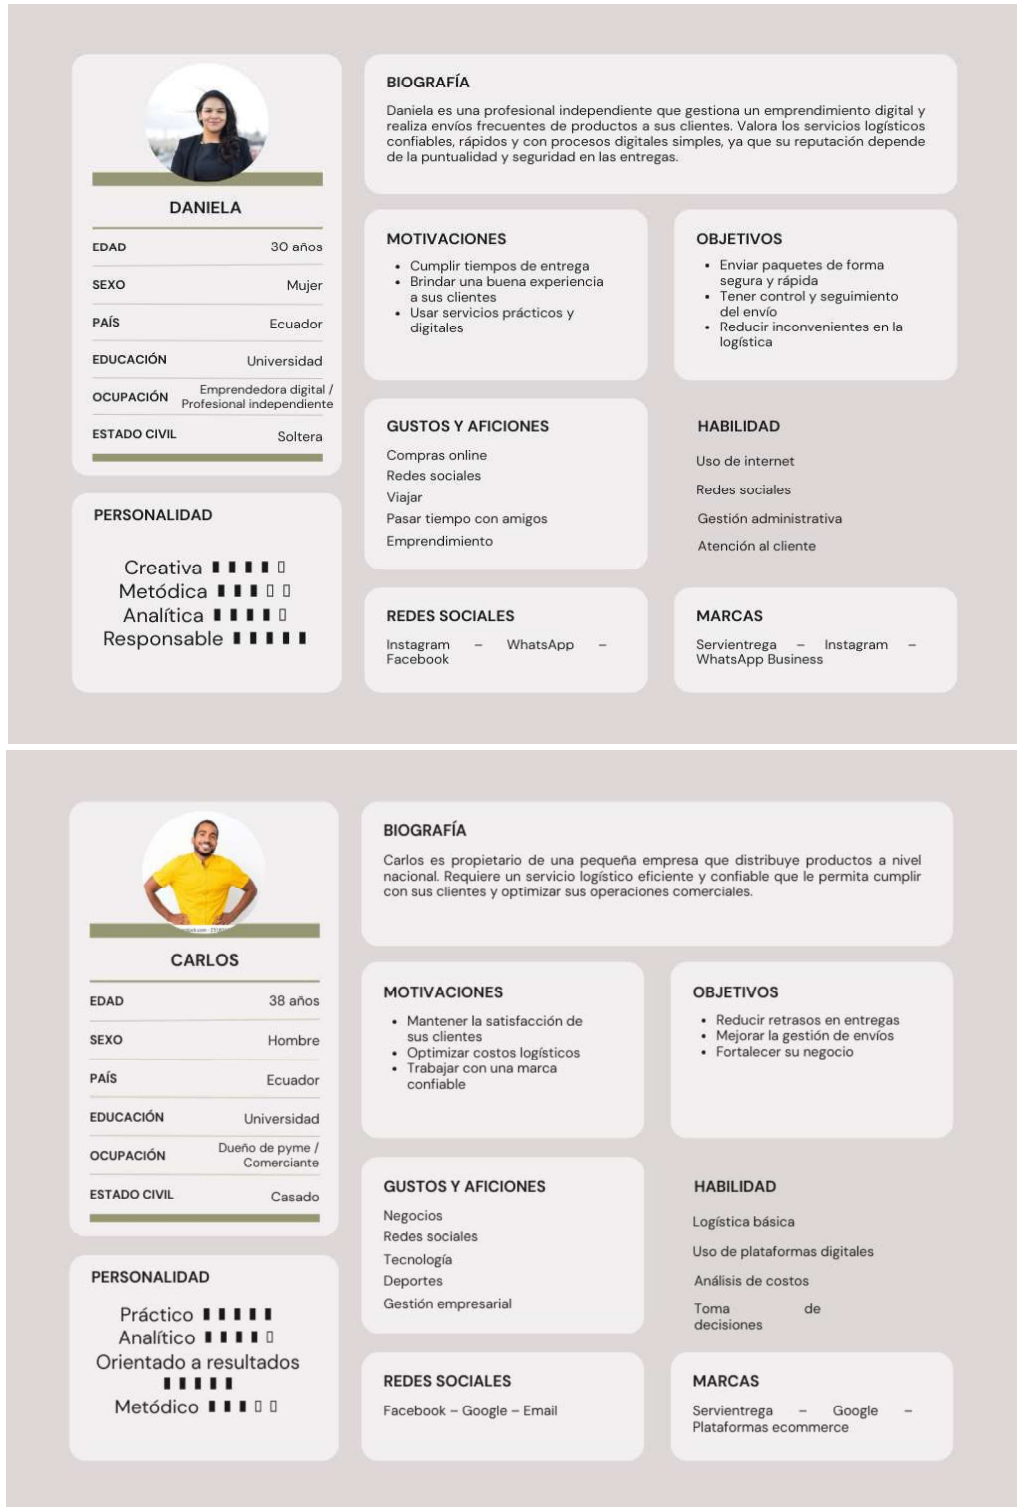 DANIELA
EDAD 30 años
SEXO Mujer
PAÍS Ecuador
EDUCACIÓN Universidad
OCUPACIÓN Emprendedora digital /
Profesional independiente
ESTADO CIVIL Soltera
PERSONALIDAD
Creativa ▮ ▮ ▮ ▮ ▯
Metódica ▮ ▮ ▮ ▯ ▯
Analítica ▮ ▮ ▮ ▮ ▯
Responsable ▮ ▮ ▮ ▮ ▮
BIOGRAFÍA
Daniela es una profesional independiente que gestiona un emprendimiento digital y
realiza envíos frecuentes de productos a sus clientes. Valora los servicios logísticos
confiables, rápidos y con procesos digitales simples, ya que su reputación depende
de la puntualidad y seguridad en las entregas.
MOTIVACIONES
• Cumplir tiempos de entrega
• Brindar una buena experiencia
a sus clientes
• Usar servicios prácticos y
digitales
OBJETIVOS
• Enviar paquetes de forma
segura y rápida
• Tener control y seguimiento
del envío
• Reducir inconvenientes en la
logística
GUSTOS Y AFICIONES
Compras online
Redes sociales
Viajar
Pasar tiempo con amigos
Emprendimiento
HABILIDAD
Uso de internet
Redes sociales
Gestión administrativa
Atención al cliente
REDES SOCIALES
Instagram – WhatsApp –
Facebook
MARCAS
Servientrega – Instagram –
WhatsApp Business
CARLOS
EDAD 38 años
SEXO Hombre
PAÍS Ecuador
EDUCACIÓN Universidad
OCUPACIÓN Dueño de pyme /
Comerciante
ESTADO CIVIL Casado
PERSONALIDAD
Práctico ▮ ▮ ▮ ▮ ▮
Analítico ▮ ▮ ▮ ▮ ▯
Orientado a resultados
▮ ▮ ▮ ▮ ▮
Metódico ▮ ▮ ▮ ▯ ▯
BIOGRAFÍA
Carlos es propietario de una pequeña empresa que distribuye productos a nivel
nacional. Requiere un servicio logístico eficiente y confiable que le permita cumplir
con sus clientes y optimizar sus operaciones comerciales.
MOTIVACIONES
• Mantener la satisfacción de
sus clientes
• Optimizar costos logísticos
• Trabajar con una marca
confiable
OBJETIVOS
• Reducir retrasos en entregas
• Mejorar la gestión de envíos
• Fortalecer su negocio
GUSTOS Y AFICIONES
Negocios
Redes sociales
Tecnología
Deportes
Gestión empresarial
HABILIDAD
Logística básica
Uso de plataformas digitales
Análisis de costos
Toma de
decisiones
REDES SOCIALES
Facebook – Google – Email
MARCAS
Servientrega – Google –
Plataformas ecommerce